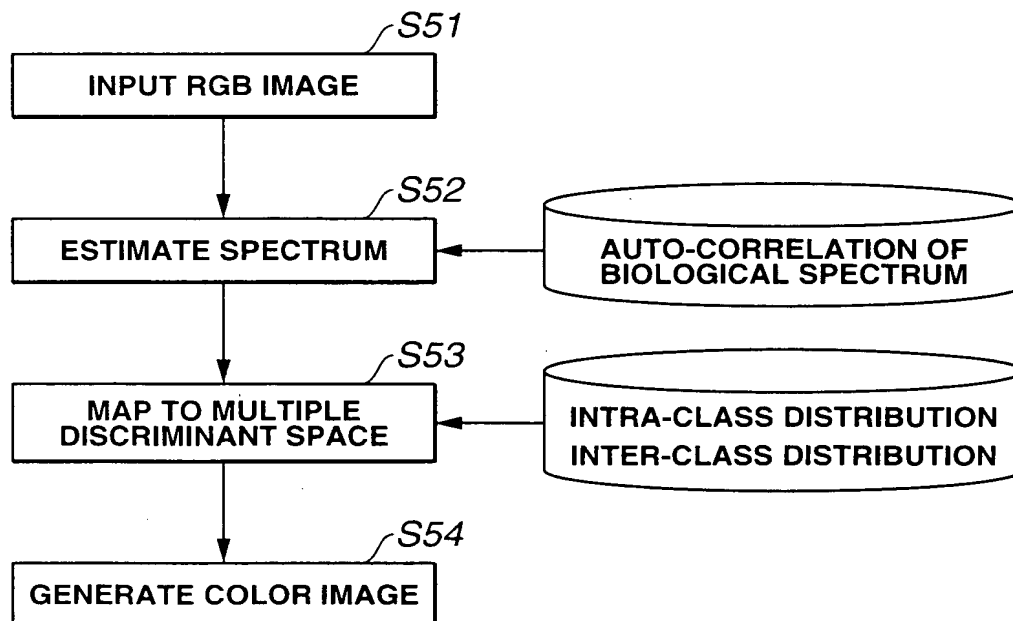 S51
INPUT RGB IMAGE
S52
ESTIMATE SPECTRUM
AUTO-CORRELATION OF
BIOLOGICAL SPECTRUM
S53
MAP TO MULTIPLE
DISCRIMINANT SPACE
INTRA-CLASS DISTRIBUTION
INTER-CLASS DISTRIBUTION
S54
GENERATE COLOR IMAGE